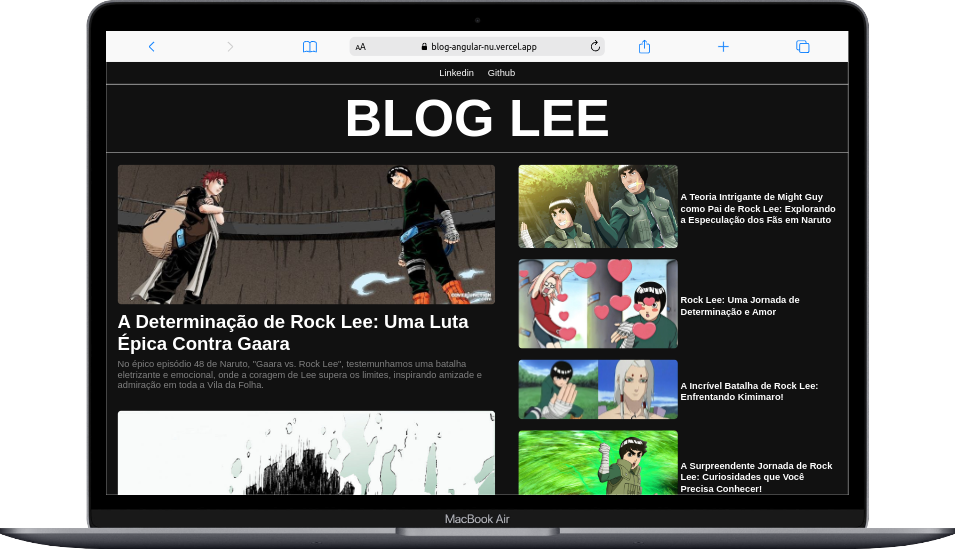 AA
blog-angular-nu.vercel.app
Linkedin Github
BLOG LEE
A Determinação de Rock Lee: Uma Luta
Épica Contra Gaara
No épico episódio 48 de Naruto, "Gaara vs. Rock Lee", testemunhamos uma batalha
eletrizante e emocional, onde a coragem de Lee supera os limites, inspirando amizade e
admiração em toda a Vila da Folha.
A Teoria Intrigante de Might Guy
como Pai de Rock Lee: Explorando
a Especulação dos Fãs em Naruto
Rock Lee: Uma Jornada de
Determinação e Amor
A Incrível Batalha de Rock Lee:
Enfrentando Kimimaro!
A Surpreendente Jornada de Rock
Lee: Curiosidades que Você
Precisa Conhecer!
MacBook Air